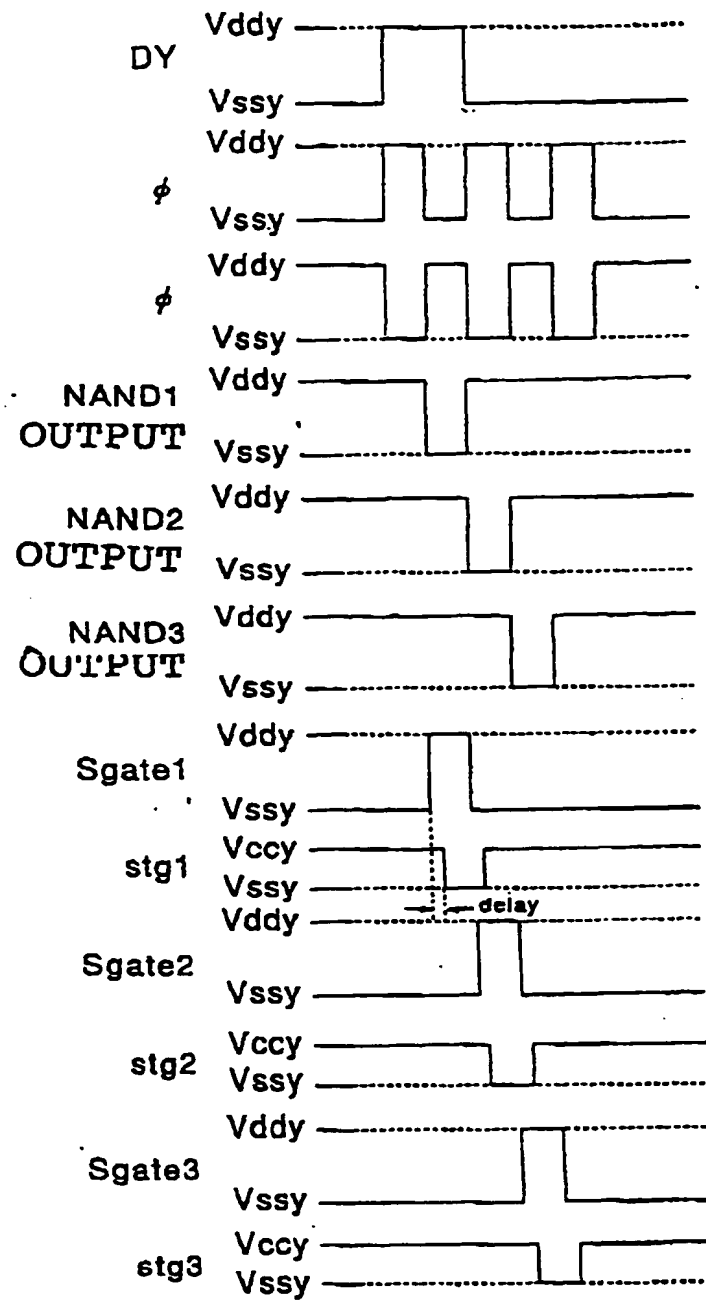 Vddy
DY
Vssy
Vddy
ϕ
Vssy
Vddy
ϕ
Vssy
Vddy
NAND1
OUTPUT
Vssy
Vddy
NAND2
OUTPUT
Vssy
Vddy
NAND3
OUTPUT
Vssy
Vddy
Sgate1
Vssy
Vccy
stg1
Vssy
delay
Vddy
Sgate2
Vssy
Vccy
stg2
Vssy
Vddy
Sgate3
Vssy
Vccy
stg3
Vssy